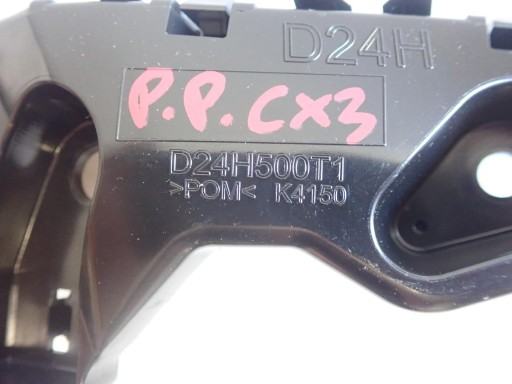 D24H
P.P. CX3
D24H500T1
>POM< K4150